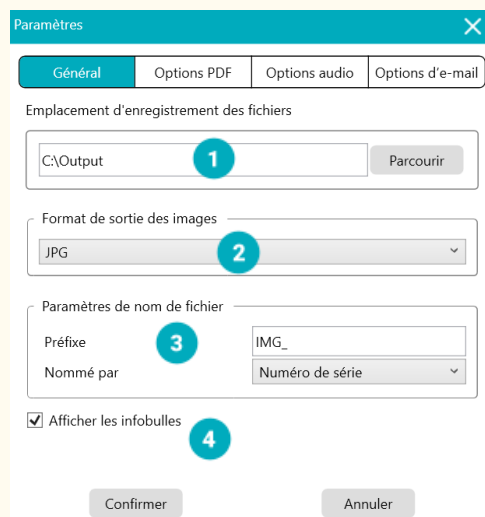 Paramètres
Général Options PDF Options audio Options d'e-mail
Emplacement d'enregistrement des fichiers
C:\Output 1 Parcourir
Format de sortie des images
JPG 2
Paramètres de nom de fichier
Préfixe 3 IMG_
Nommé par Numéro de série
Afficher les infobulles
4
Confirmer Annuler